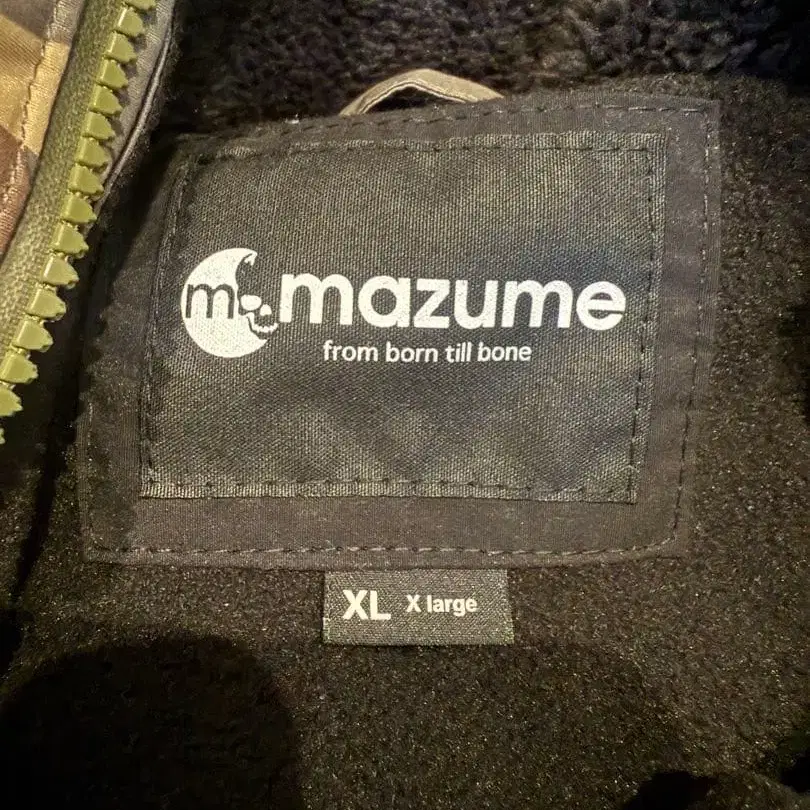 m mazume
from born till bone
XL X large